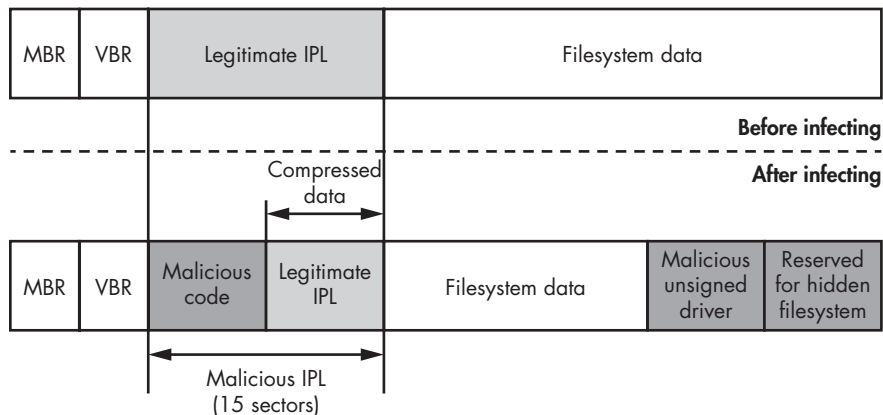 MBR
VBR
Legitimate IPL
Filesystem data
Before infecting
After infecting
Compressed
data
MBR
VBR
Malicious
code
Legitimate
IPL
Filesystem data
Malicious
unsigned
driver
Reserved
for hidden
filesystem
Malicious IPL
(15 sectors)